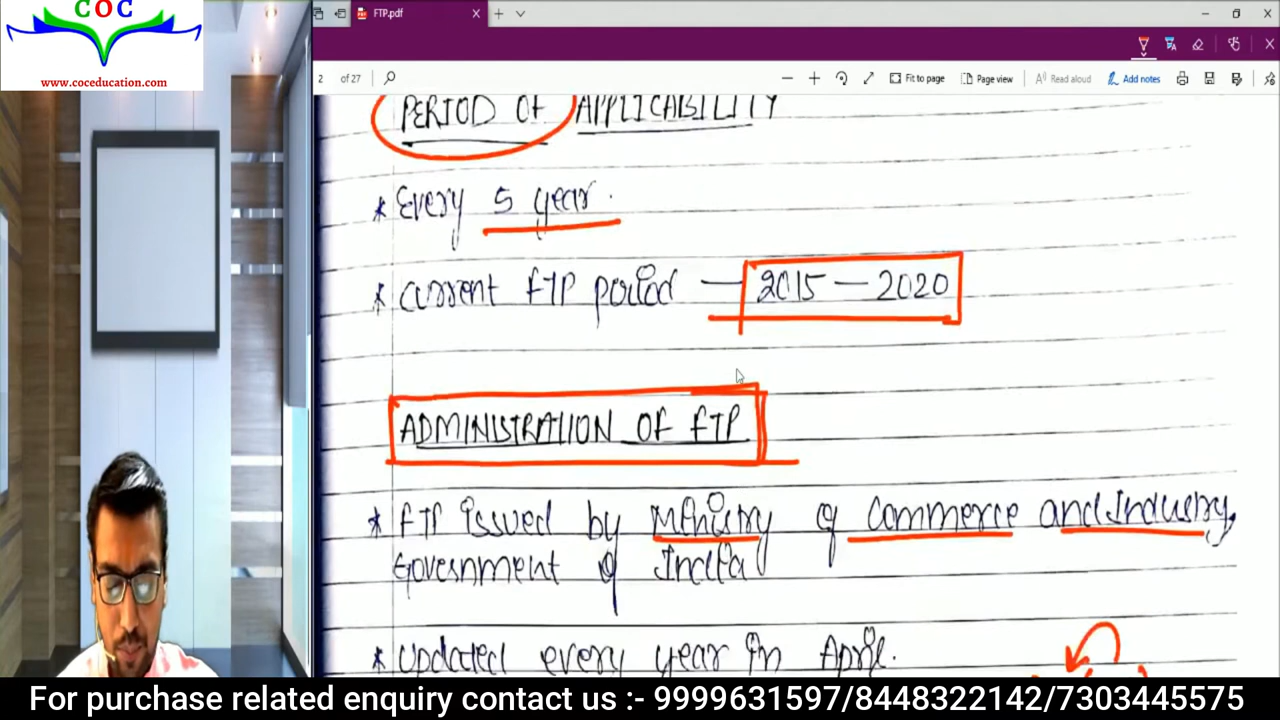 COC
www.coceducation.com
FTP.pdf
2 of 27
Fit to page
Page view
Read aloud
Add notes
PERIOD OF APPLICABILITY
* Every 5 year.
* Current FTP period — 2015 — 2020
ADMINISTRATION OF FTP
* FTP issued by Ministry of Commerce and Industry,
Government of India
* Updated every year in April.
For purchase related enquiry contact us :- 9999631597/8448322142/7303445575